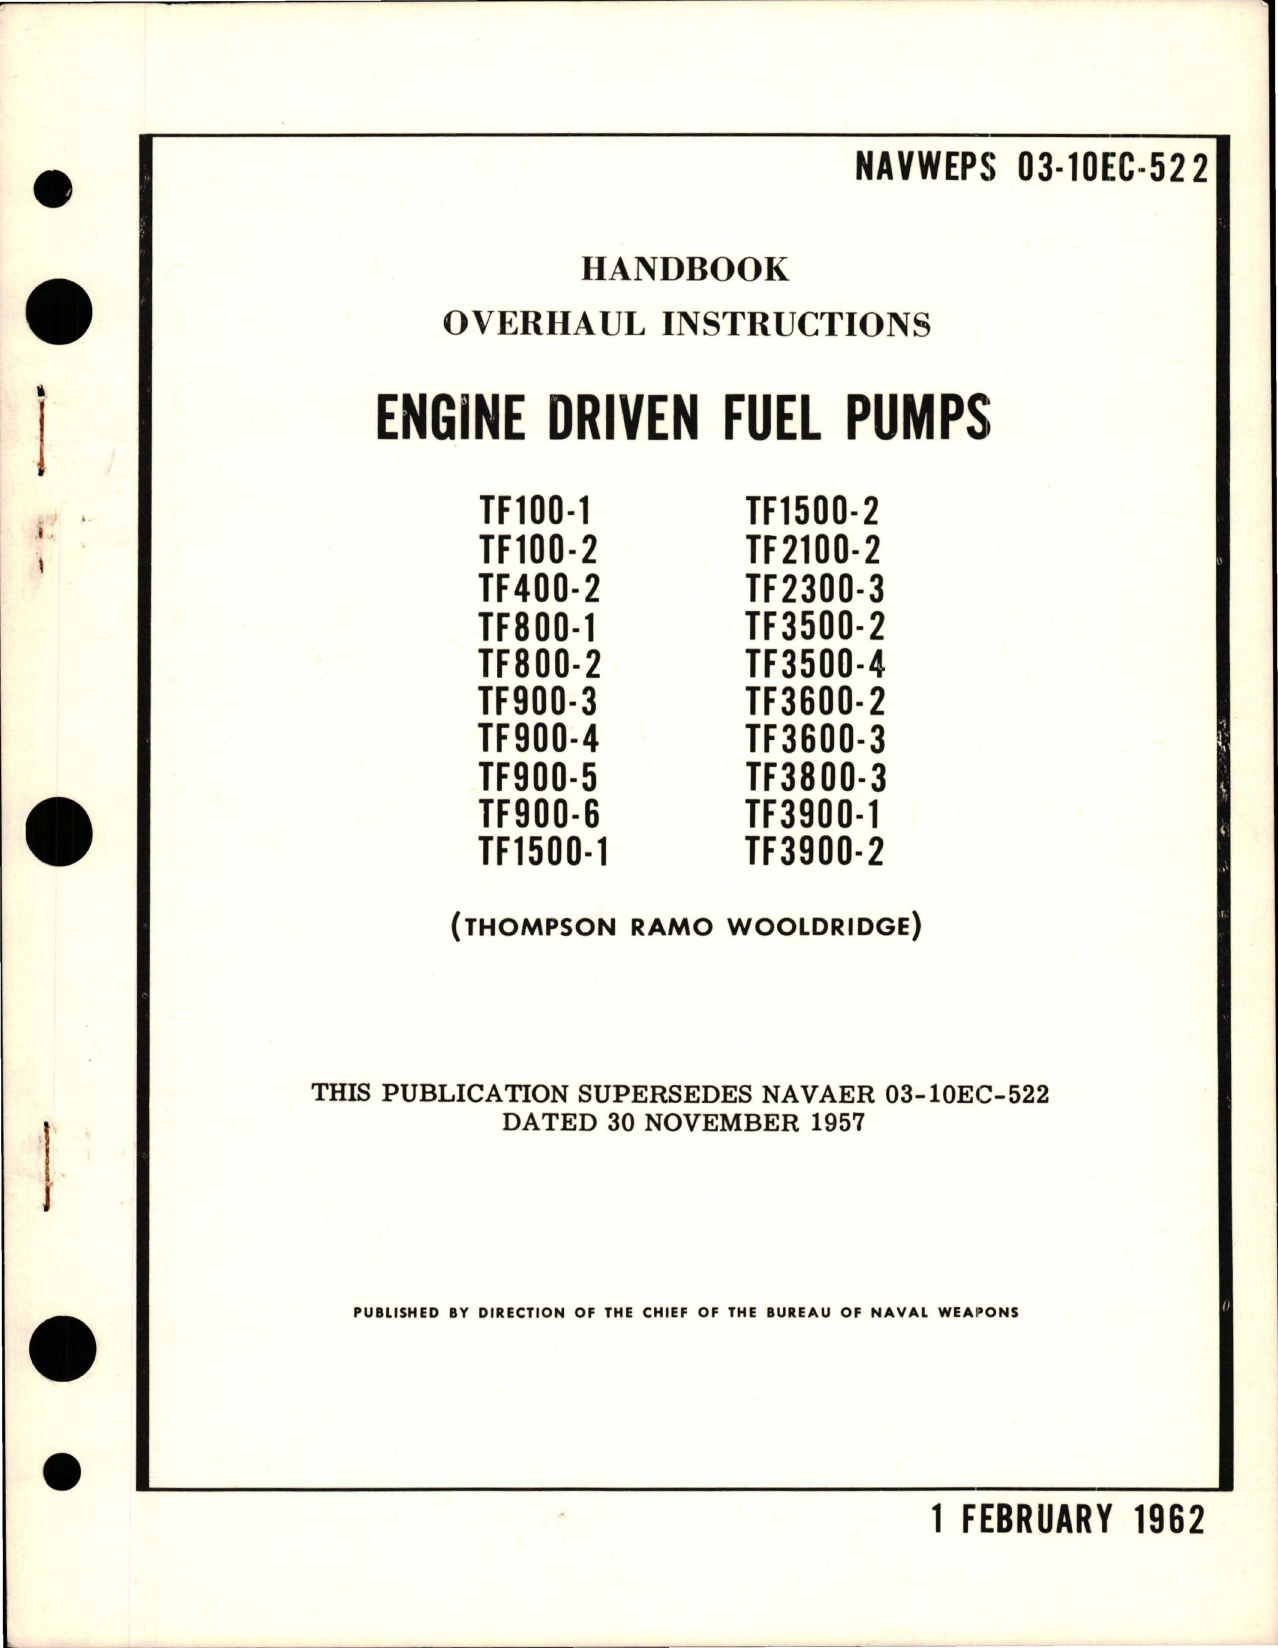 NAVWEPS 03-10EC-522
HANDBOOK
OVERHAUL INSTRUCTIONS
ENGINE DRIVEN FUEL PUMPS
TF100-1 TF1500-2
TF100-2 TF2100-2
TF400-2 TF2300-3
TF800-1 TF3500-2
TF800-2 TF3500-4
TF900-3 TF3600-2
TF900-4 TF3600-3
TF900-5 TF3800-3
TF900-6 TF3900-1
TF1500-1 TF3900-2
(THOMPSON RAMO WOOLDRIDGE)
THIS PUBLICATION SUPERSEDES NAVAER 03-10EC-522
DATED 30 NOVEMBER 1957
PUBLISHED BY DIRECTION OF THE CHIEF OF THE BUREAU OF NAVAL WEAPONS
1 FEBRUARY 1962